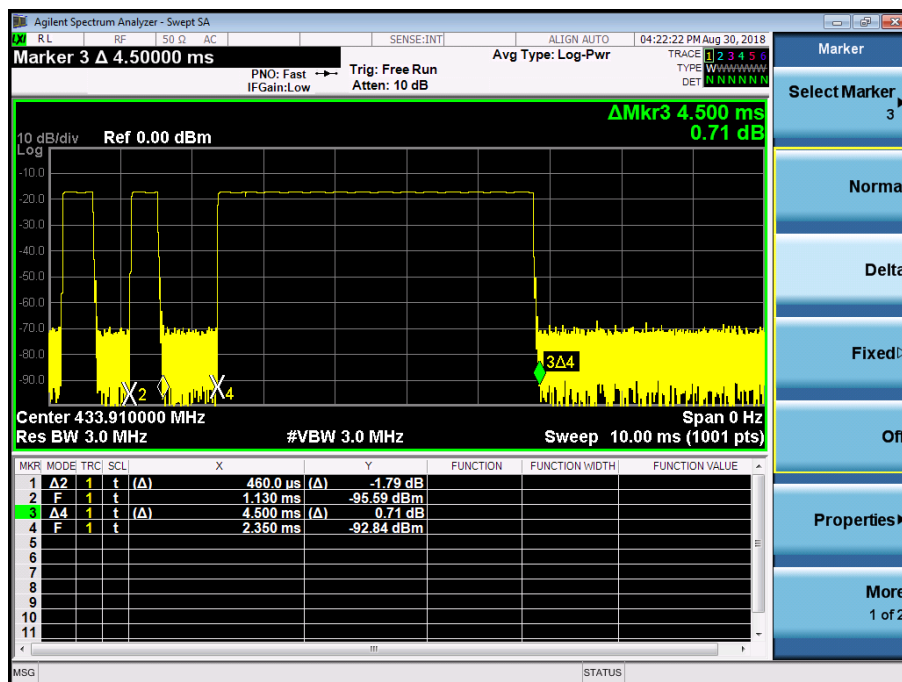 Agilent Spectrum Analyzer - Swept SA
LXI RL RF 50 Ω AC SENSE:INT ALIGN AUTO 04:22:22 PM Aug 30, 2018
Marker 3 Δ 4.50000 ms
PNO: Fast
IFGain:Low
Trig: Free Run
Atten: 10 dB
Avg Type: Log-Pwr
TRACE 1 2 3 4 5 6
TYPE WWWWWW
DET N N N N N N
ΔMkr3 4.500 ms
0.71 dB
10 dB/div Ref 0.00 dBm
Log
-10.0
-20.0
-30.0
-40.0
-50.0
-60.0
-70.0
-80.0
-90.0
2
4
3Δ4
Center 433.910000 MHz Span 0 Hz
Res BW 3.0 MHz #VBW 3.0 MHz Sweep 10.00 ms (1001 pts)
MKR MODE TRC SCL X Y FUNCTION FUNCTION WIDTH FUNCTION VALUE
1 Δ2 1 t (Δ) 460.0 µs (Δ) -1.79 dB
2 F 1 t 1.130 ms -95.59 dBm
3 Δ4 1 t (Δ) 4.500 ms (Δ) 0.71 dB
4 F 1 t 2.350 ms -92.84 dBm
5
6
7
8
9
10
11
MSG STATUS
Marker
Select Marker
3
Norma
Delta
Fixed
Off
Properties
More
1 of 2